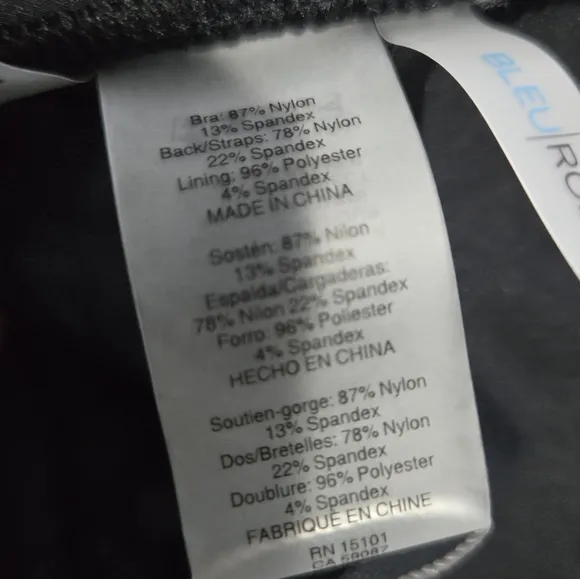 Bra: 87% Nylon
13% Spandex
Back/Straps: 78% Nylon
22% Spandex
Lining: 96% Polyester
4% Spandex
MADE IN CHINA
Sostén: 87% Nilon
13% Spandex
Espalda/Cargaderas:
78% Nilon 22% Spandex
Forro: 96% Poliester
4% Spandex
HECHO EN CHINA
Soutien-gorge: 87% Nylon
13% Spandex
Dos/Bretelles: 78% Nylon
22% Spandex
Doublure: 96% Polyester
4% Spandex
FABRIQUÉ EN CHINE
RN 15101
CA 59087
BLEU